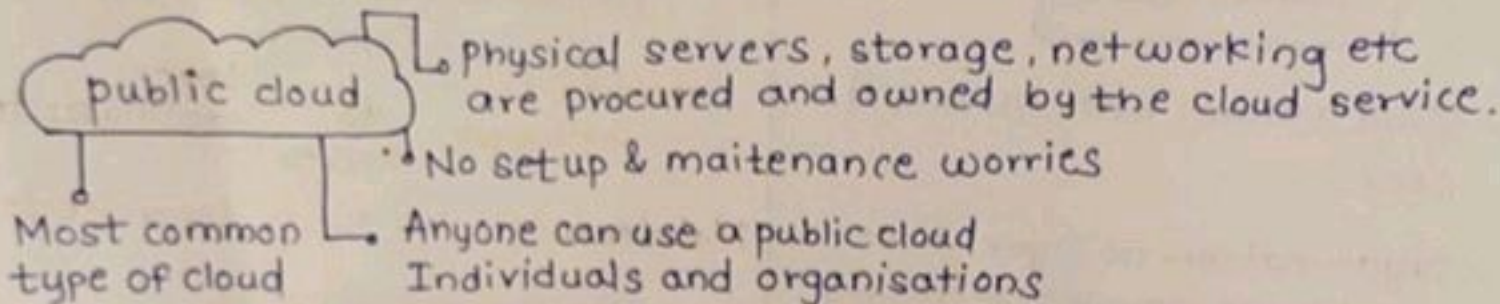 public cloud
Physical servers, storage, networking etc
are procured and owned by the cloud service.
No setup & maitenance worries
Most common
type of cloud
Anyone can use a public cloud
Individuals and organisations